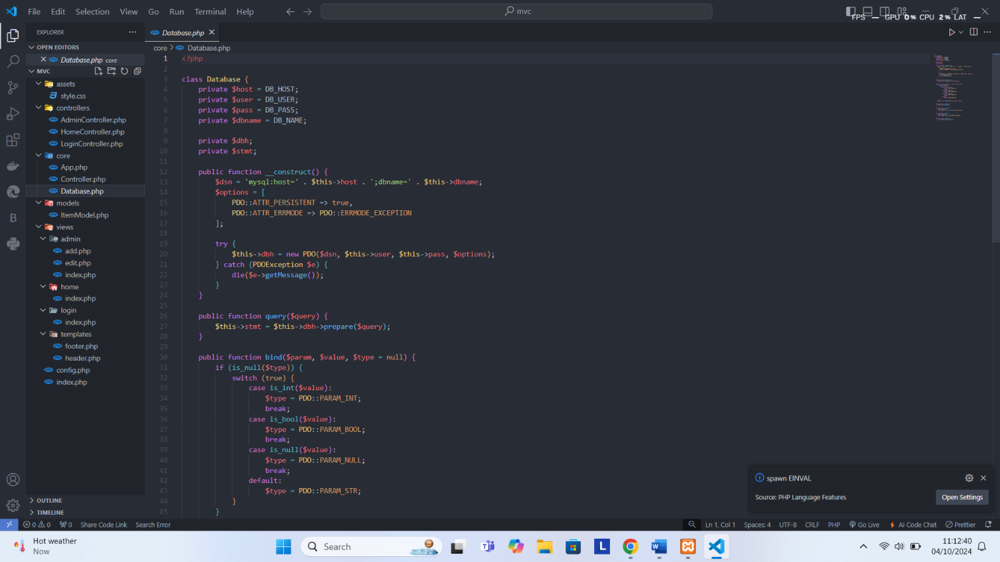 File Edit Selection View Go Run Terminal Help mvc
FPS — GPU 0% CPU 2% LAT —
EXPLORER
OPEN EDITORS
Database.php core
MVC
assets
style.css
controllers
AdminController.php
HomeController.php
LoginController.php
core
App.php
Controller.php
Database.php
models
ItemModel.php
views
admin
add.php
edit.php
index.php
home
index.php
login
index.php
templates
footer.php
header.php
config.php
index.php
OUTLINE
TIMELINE
Database.php
core > Database.php
1 <?php
2
3 class Database {
4 private $host = DB_HOST;
5 private $user = DB_USER;
6 private $pass = DB_PASS;
7 private $dbname = DB_NAME;
8
9 private $dbh;
10 private $stmt;
11
12 public function __construct() {
13 $dsn = 'mysql:host=' . $this->host . ';dbname=' . $this->dbname;
14 $options = [
15 PDO::ATTR_PERSISTENT => true,
16 PDO::ATTR_ERRMODE => PDO::ERRMODE_EXCEPTION
17 ];
18
19 try {
20 $this->dbh = new PDO($dsn, $this->user, $this->pass, $options);
21 } catch (PDOException $e) {
22 die($e->getMessage());
23 }
24 }
25
26 public function query($query) {
27 $this->stmt = $this->dbh->prepare($query);
28 }
29
30 public function bind($param, $value, $type = null) {
31 if (is_null($type)) {
32 switch (true) {
33 case is_int($value):
34 $type = PDO::PARAM_INT;
35 break;
36 case is_bool($value):
37 $type = PDO::PARAM_BOOL;
38 break;
39 case is_null($value):
40 $type = PDO::PARAM_NULL;
41 break;
42 default:
43 $type = PDO::PARAM_STR;
44 }
45 }
spawn EINVAL
Source: PHP Language Features
Open Settings
0 0 0 Share Code Link Search Error Ln 1, Col 1 Spaces: 4 UTF-8 CRLF PHP Go Live AI Code Chat Prettier
Hot weather
Now
Search
11:12:40
04/10/2024